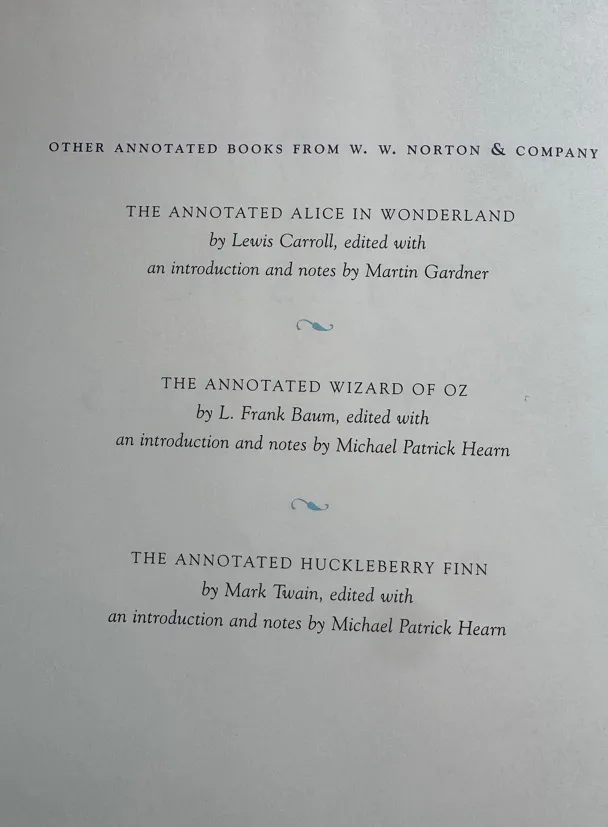 OTHER ANNOTATED BOOKS FROM W. W. NORTON & COMPANY
THE ANNOTATED ALICE IN WONDERLAND
by Lewis Carroll, edited with
an introduction and notes by Martin Gardner
THE ANNOTATED WIZARD OF OZ
by L. Frank Baum, edited with
an introduction and notes by Michael Patrick Hearn
THE ANNOTATED HUCKLEBERRY FINN
by Mark Twain, edited with
an introduction and notes by Michael Patrick Hearn